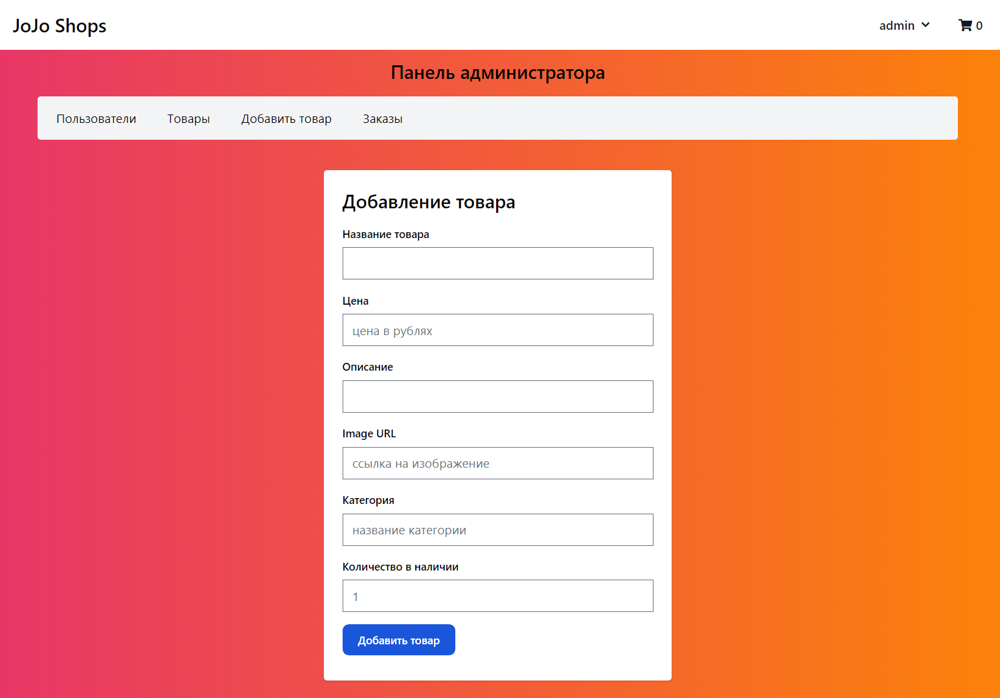 JoJo Shops
admin
0
Панель администратора
Пользователи Товары Добавить товар Заказы
Добавление товара
Название товара
Цена
цена в рублях
Описание
Image URL
ссылка на изображение
Категория
название категории
Количество в наличии
1
Добавить товар